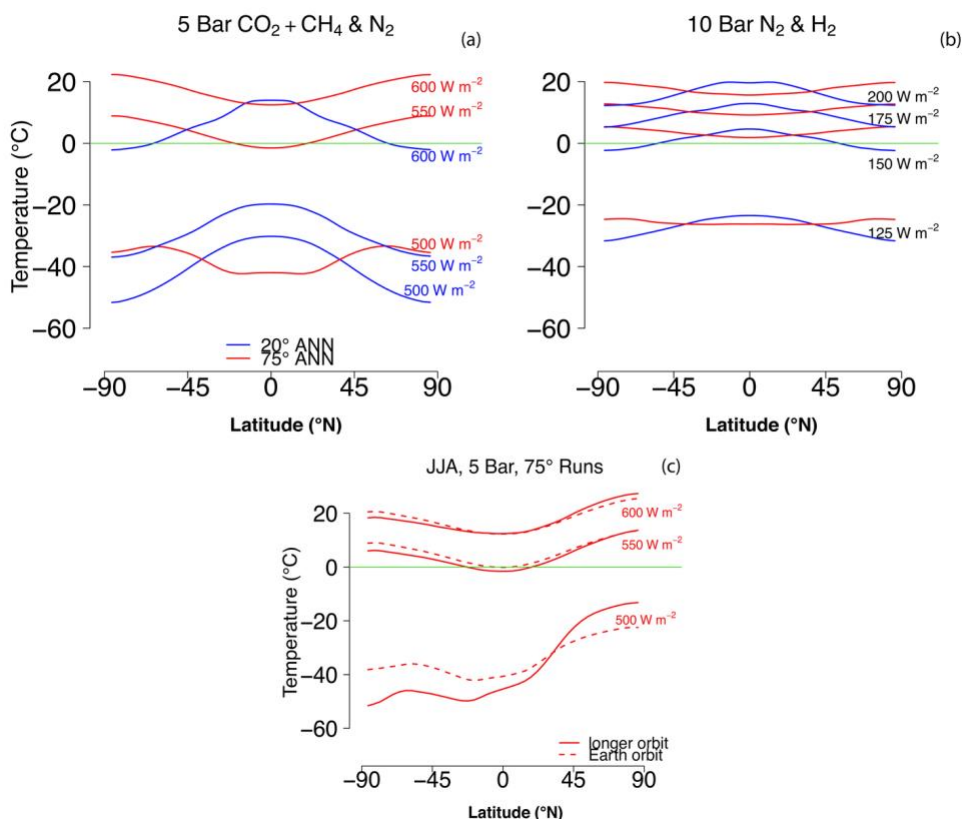 5 Bar CO₂ + CH₄ & N₂
(a)
20
0
−20
−40
−60
Temperature (°C)
600 W m⁻²
550 W m⁻²
600 W m⁻²
500 W m⁻²
550 W m⁻²
500 W m⁻²
20° ANN
75° ANN
−90 −45 0 45 90
Latitude (°N)
10 Bar N₂ & H₂
(b)
20
0
−20
−40
−60
200 W m⁻²
175 W m⁻²
150 W m⁻²
125 W m⁻²
−90 −45 0 45 90
Latitude (°N)
JJA, 5 Bar, 75° Runs
(c)
20
0
−20
−40
−60
Temperature (°C)
600 W m⁻²
550 W m⁻²
500 W m⁻²
longer orbit
Earth orbit
−90 −45 0 45 90
Latitude (°N)